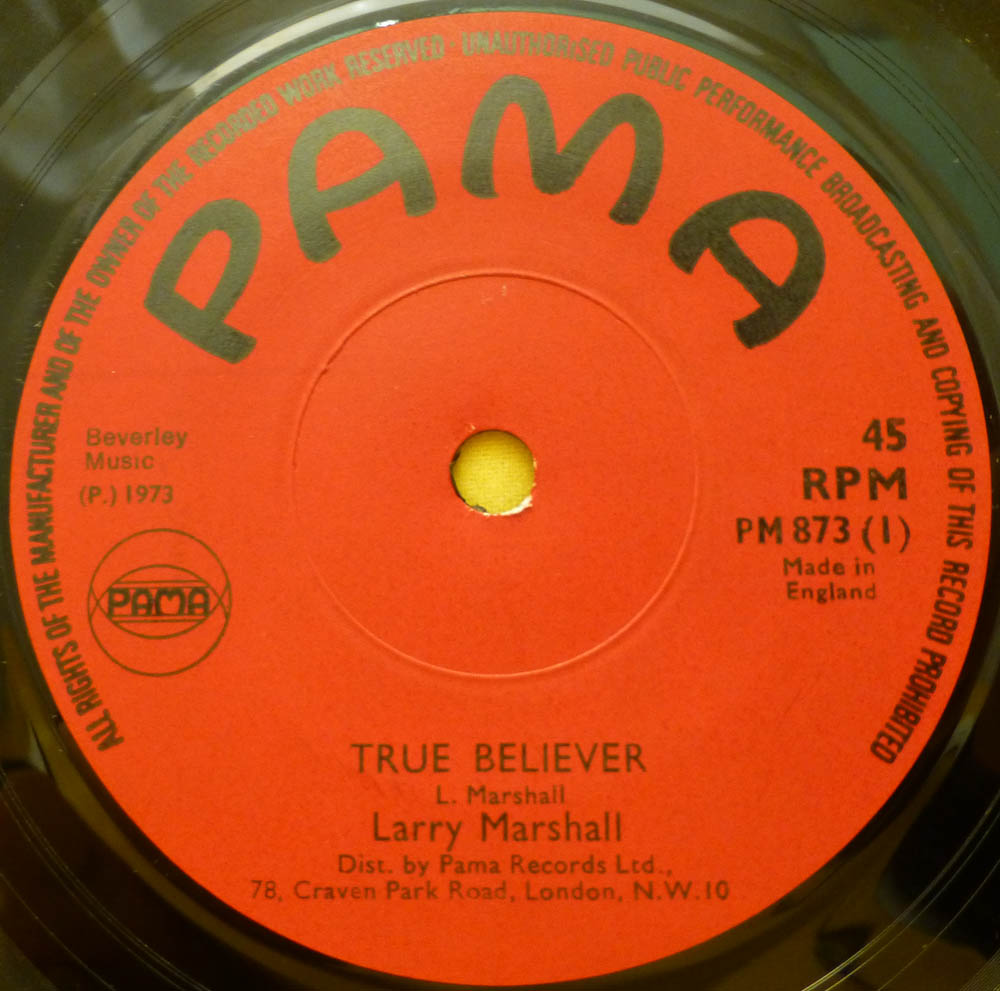 ALL RIGHTS OF THE MANUFACTURER AND OF THE OWNER OF THE RECORDED WORK RESERVED · UNAUTHORISED PUBLIC PERFORMANCE BROADCASTING AND COPYING OF THIS RECORD PROHIBITED
PAMA
Beverley
Music
(P.) 1973
PAMA
45
RPM
PM 873 (1)
Made in
England
TRUE BELIEVER
L. Marshall
Larry Marshall
Dist. by Pama Records Ltd.,
78, Craven Park Road, London, N.W.10